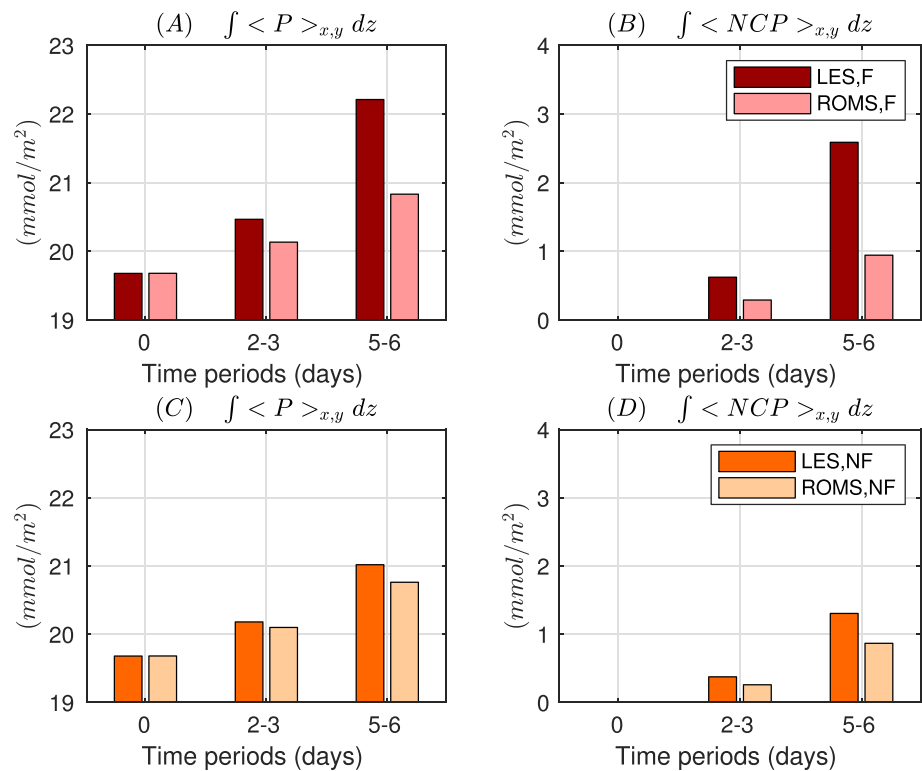 (A) ∫ < P >x,y dz
(mmol/m²)
23
22
21
20
19
0 2-3 5-6
Time periods (days)
(B) ∫ < NCP >x,y dz
(mmol/m²)
4
3
2
1
0
LES,F
ROMS,F
0 2-3 5-6
Time periods (days)
(C) ∫ < P >x,y dz
(mmol/m²)
23
22
21
20
19
0 2-3 5-6
Time periods (days)
(D) ∫ < NCP >x,y dz
(mmol/m²)
4
3
2
1
0
LES,NF
ROMS,NF
0 2-3 5-6
Time periods (days)